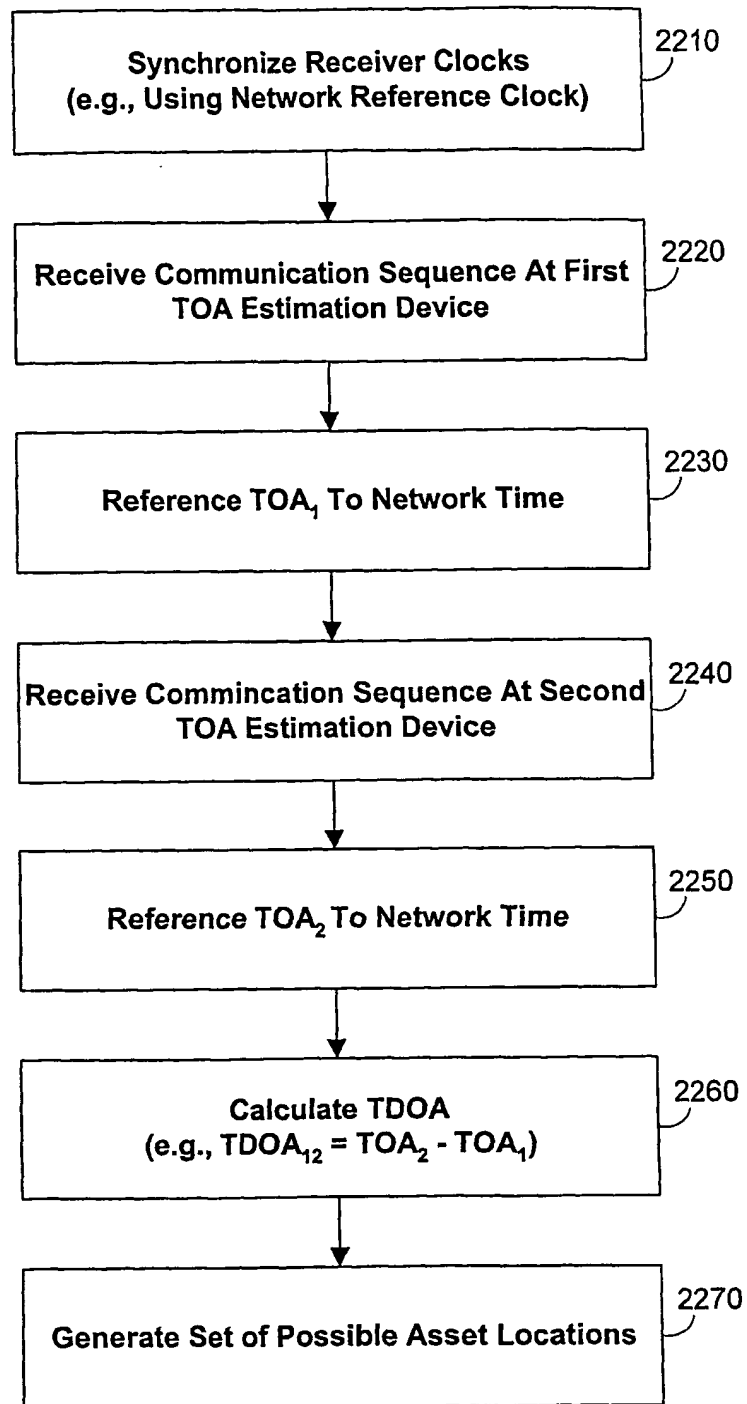 2210
Synchronize Receiver Clocks
(e.g., Using Network Reference Clock)
2220
Receive Communication Sequence At First
TOA Estimation Device
2230
Reference TOA₁ To Network Time
2240
Receive Commincation Sequence At Second
TOA Estimation Device
2250
Reference TOA₂ To Network Time
2260
Calculate TDOA
(e.g., TDOA₁₂ = TOA₂ - TOA₁)
2270
Generate Set of Possible Asset Locations